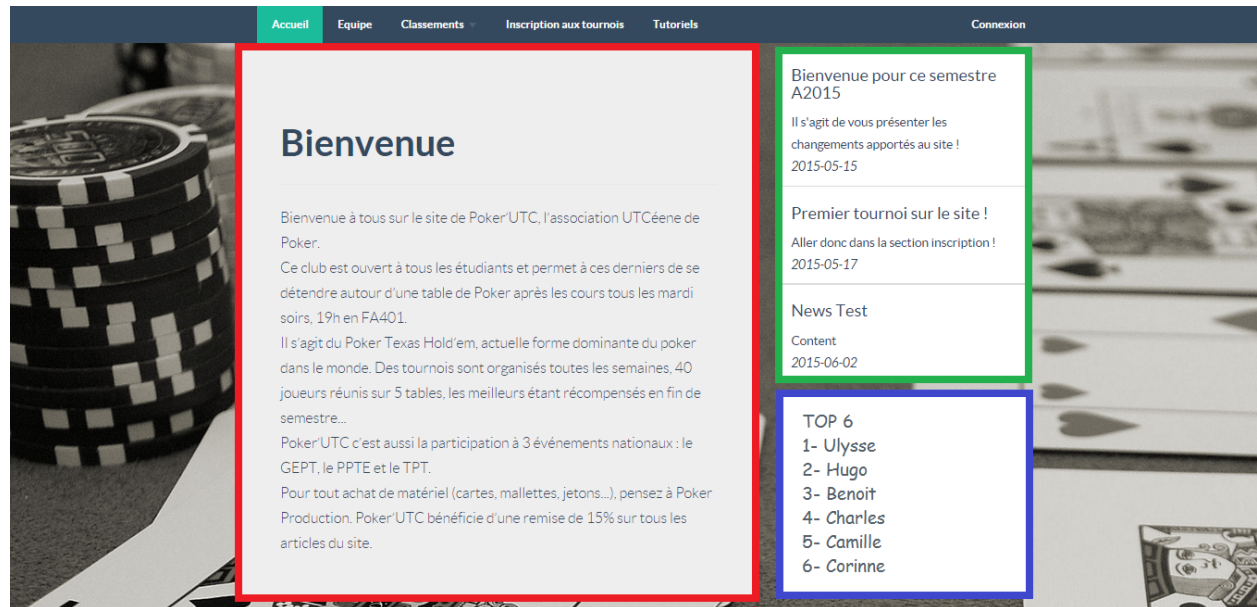 Accueil Equipe Classements Inscription aux tournois Tutoriels Connexion
Bienvenue
Bienvenue à tous sur le site de Poker'UTC, l'association UTCéene de
Poker.
Ce club est ouvert à tous les étudiants et permet à ces derniers de se
détendre autour d'une table de Poker après les cours tous les mardi
soirs, 19h en FA401.
Il s'agit du Poker Texas Hold'em, actuelle forme dominante du poker
dans le monde. Des tournois sont organisés toutes les semaines, 40
joueurs réunis sur 5 tables, les meilleurs étant récompensés en fin de
semestre...
Poker'UTC c'est aussi la participation à 3 événements nationaux : le
GEPT, le PPTE et le TPT.
Pour tout achat de matériel (cartes, mallettes, jetons...), pensez à Poker
Production. Poker'UTC bénéficie d'une remise de 15% sur tous les
articles du site.
Bienvenue pour ce semestre
A2015
Il s'agit de vous présenter les
changements apportés au site !
2015-05-15
Premier tournoi sur le site !
Aller donc dans la section inscription !
2015-05-17
News Test
Content
2015-06-02
TOP 6
1- Ulysse
2- Hugo
3- Benoit
4- Charles
5- Camille
6- Corinne